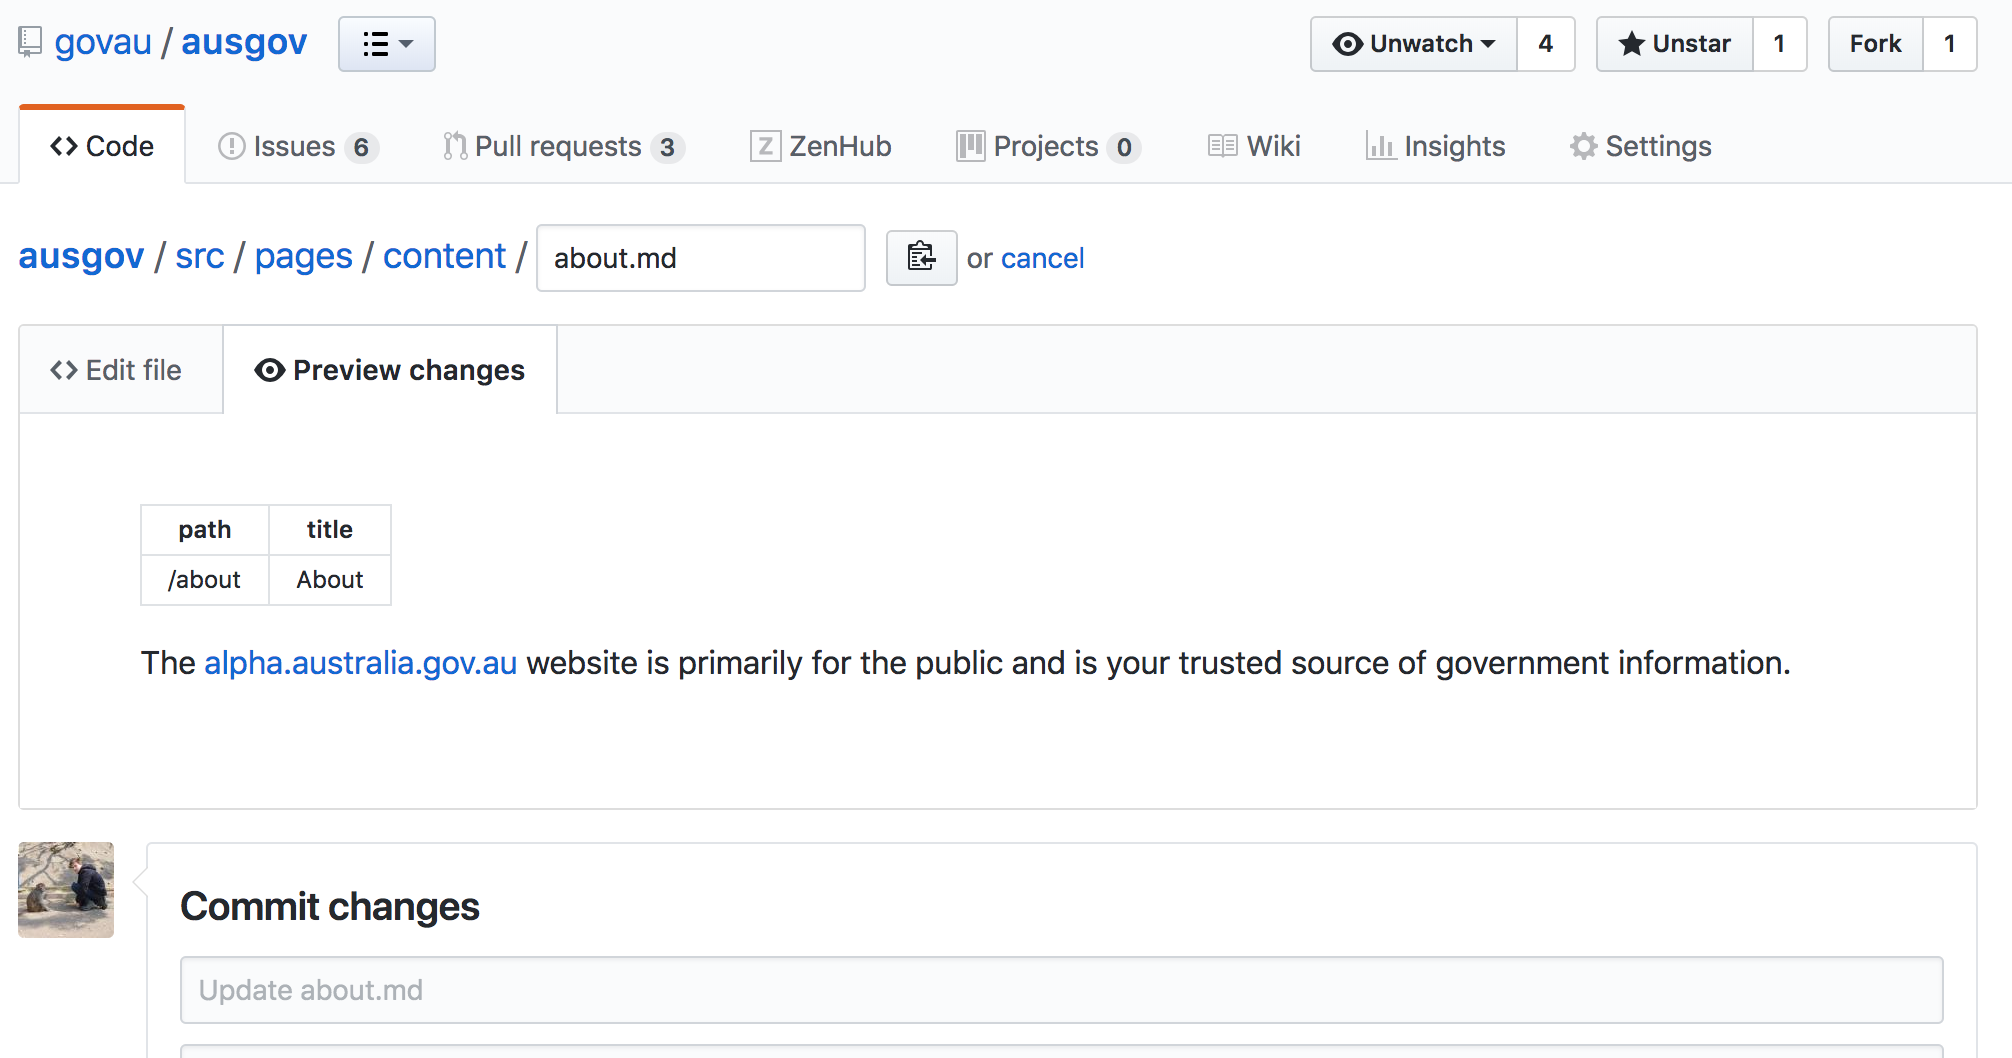 govau / ausgov
Unwatch 4 Unstar 1 Fork 1
Code Issues 6 Pull requests 3 Z ZenHub Projects 0 Wiki Insights Settings
ausgov / src / pages / content / about.md or cancel
Edit file Preview changes
path title
/about About
The alpha.australia.gov.au website is primarily for the public and is your trusted source of government information.
Commit changes
Update about.md